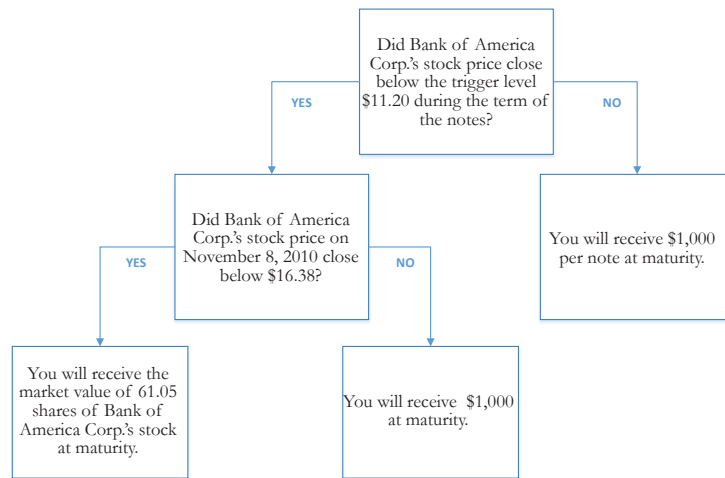 Did Bank of America
Corp.'s stock price close
below the trigger level
$11.20 during the term of
the notes?
YES
NO
Did Bank of America
Corp.'s stock price on
November 8, 2010 close
below $16.38?
You will receive $1,000
per note at maturity.
YES
NO
You will receive the
market value of 61.05
shares of Bank of
America Corp.'s stock
at maturity.
You will receive $1,000
at maturity.